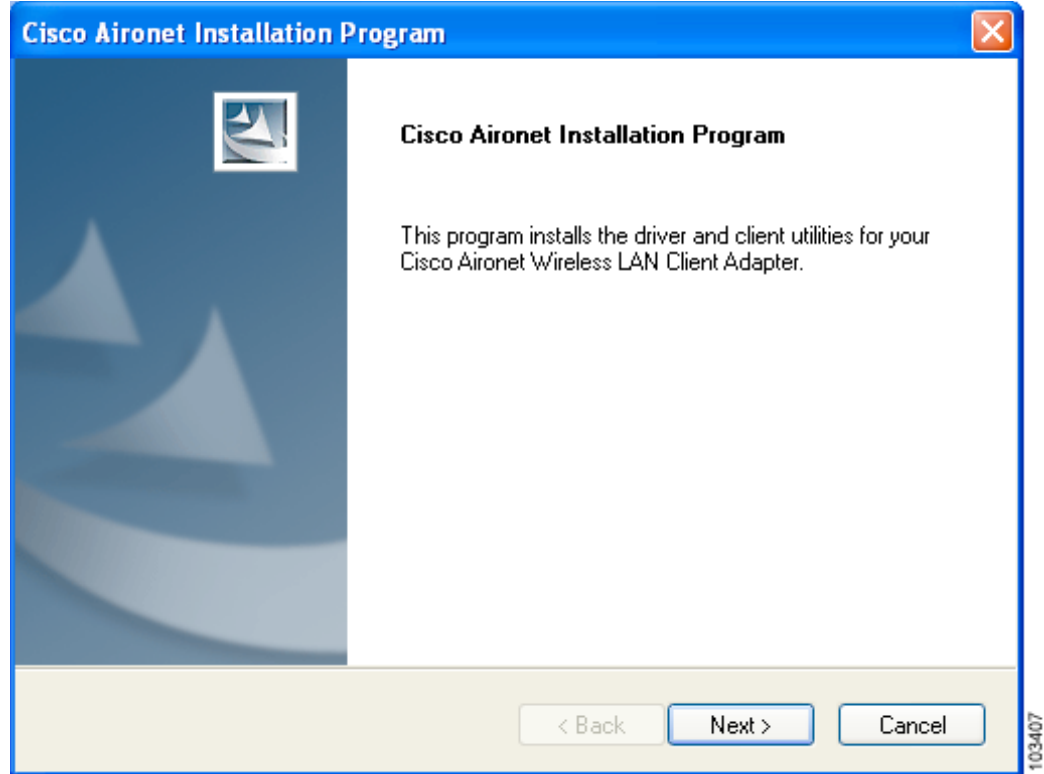 Cisco Aironet Installation Program
Cisco Aironet Installation Program
This program installs the driver and client utilities for your
Cisco Aironet Wireless LAN Client Adapter.
< Back
Next >
Cancel
103407